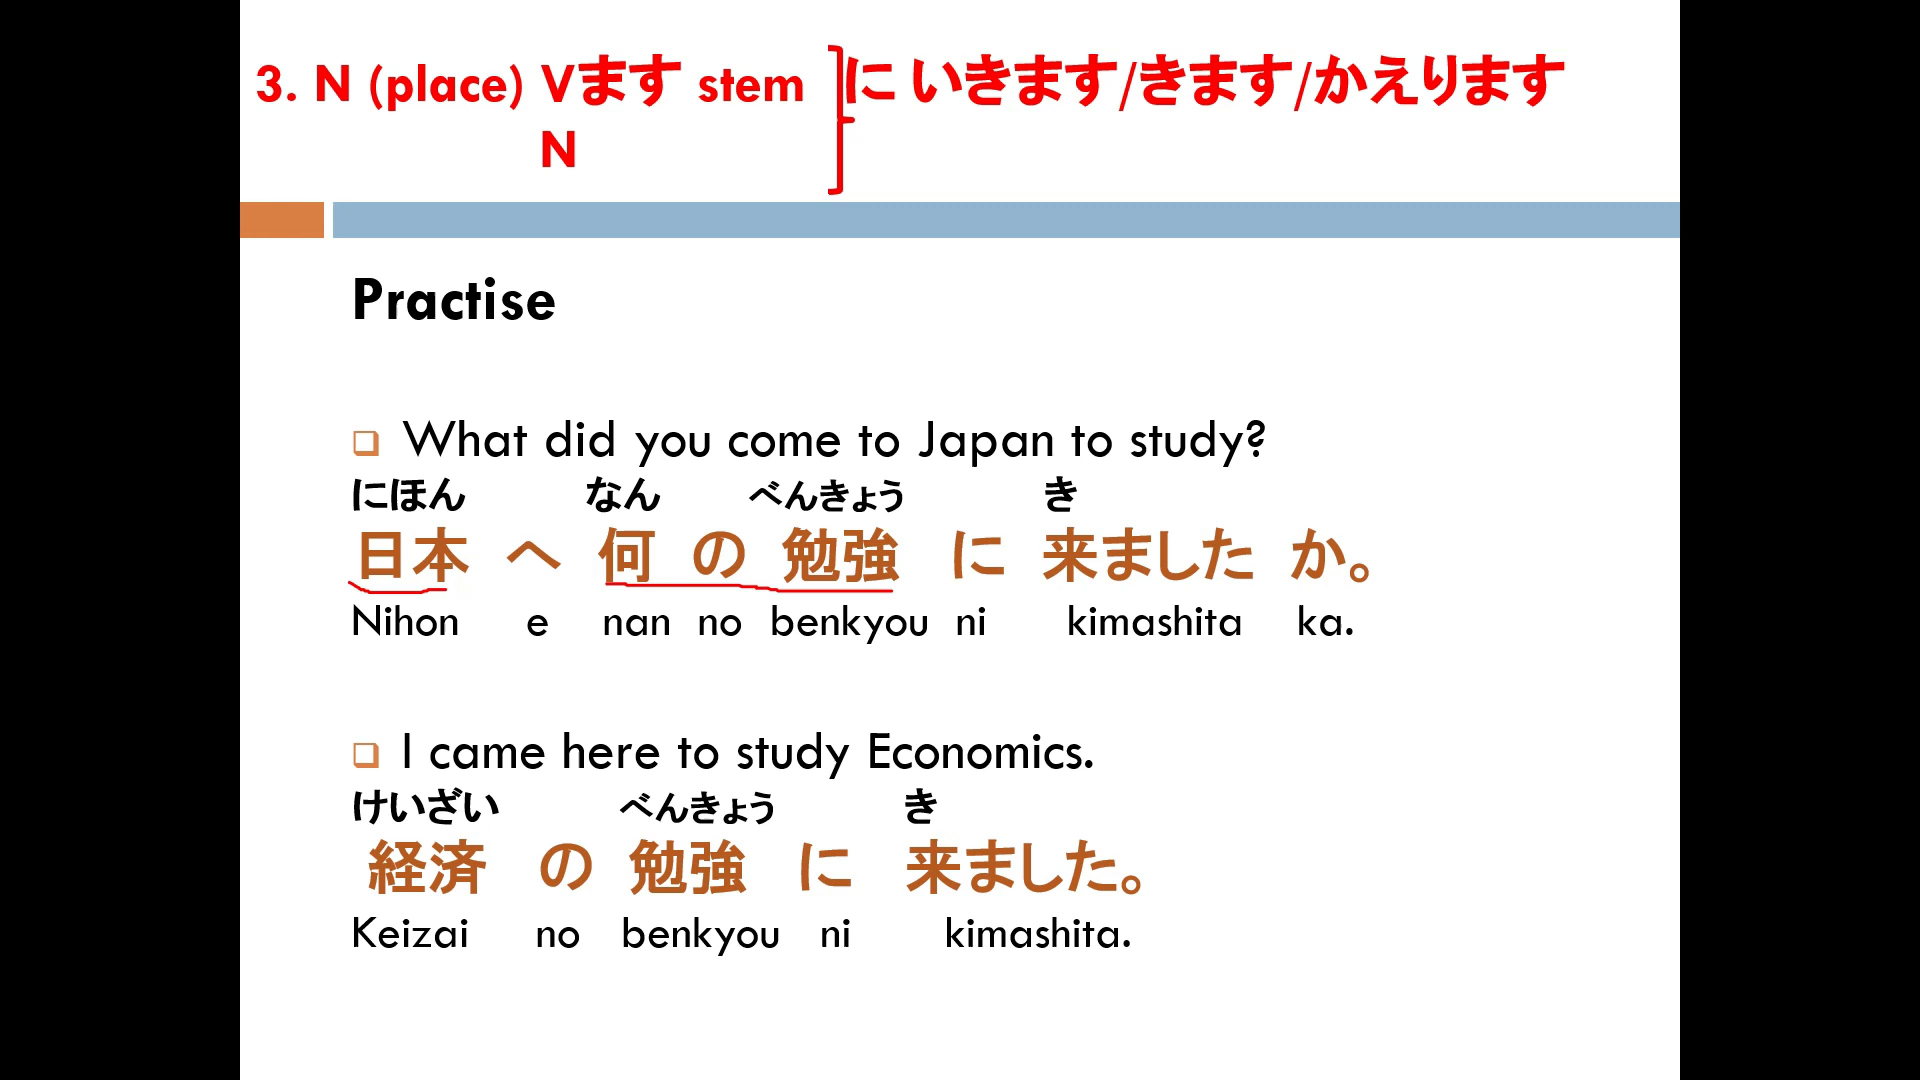 3. N (place) Vます stem に いきます/きます/かえります
N
Practise
What did you come to Japan to study?
にほん なん べんきょう き
日本 へ 何 の 勉強 に 来ました か。
Nihon e nan no benkyou ni kimashita ka.
I came here to study Economics.
けいざい べんきょう き
経済 の 勉強 に 来ました。
Keizai no benkyou ni kimashita.